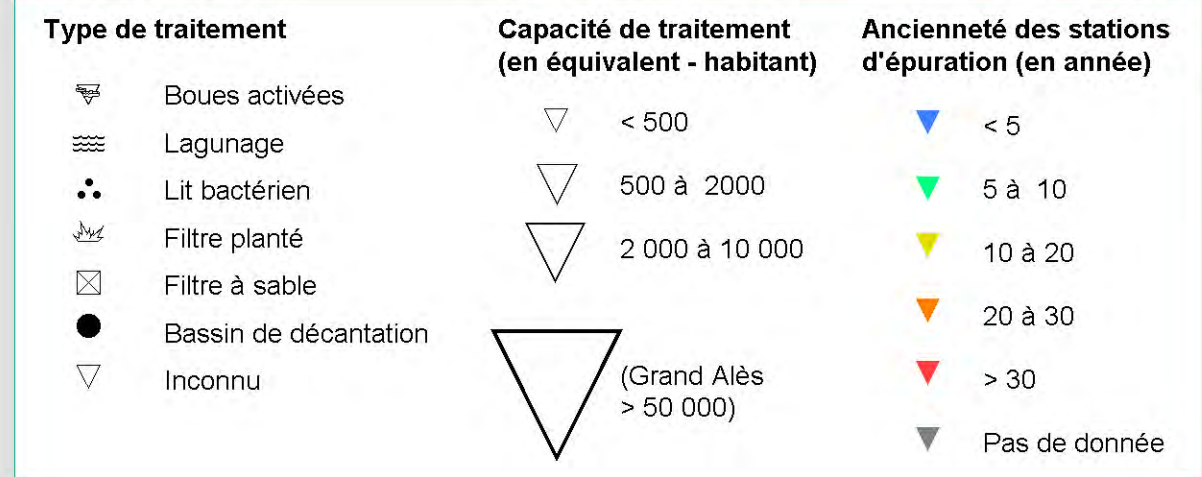 Type de traitement
Boues activées
Lagunage
Lit bactérien
Filtre planté
Filtre à sable
Bassin de décantation
Inconnu
Capacité de traitement
(en équivalent - habitant)
< 500
500 à 2000
2 000 à 10 000
(Grand Alès
> 50 000)
Ancienneté des stations
d'épuration (en année)
< 5
5 à 10
10 à 20
20 à 30
> 30
Pas de donnée